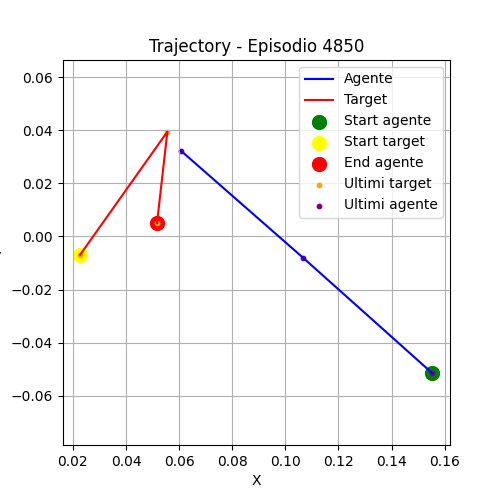 Trajectory - Episodio 4850
Agente
Target
Start agente
Start target
End agente
Ultimi target
Ultimi agente
0.06
0.04
0.02
0.00
−0.02
−0.04
−0.06
0.02 0.04 0.06 0.08 0.10 0.12 0.14 0.16
X